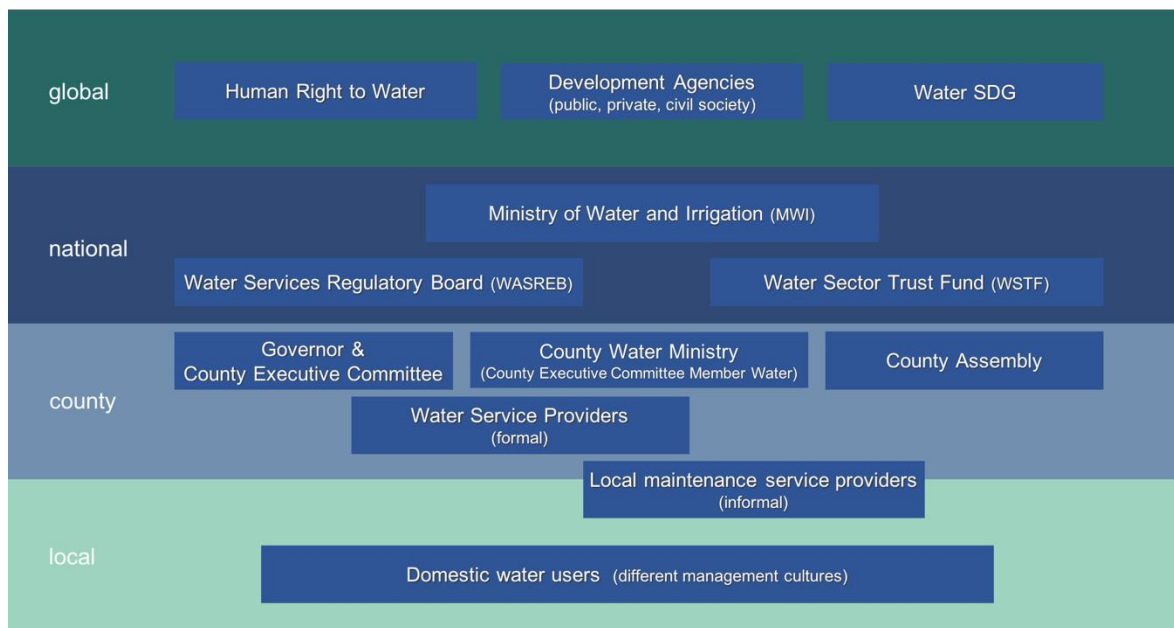 global
Human Right to Water
Development Agencies
(public, private, civil society)
Water SDG
national
Ministry of Water and Irrigation (MWI)
Water Services Regulatory Board (WASREB)
Water Sector Trust Fund (WSTF)
county
Governor &
County Executive Committee
County Water Ministry
(County Executive Committee Member Water)
County Assembly
Water Service Providers
(formal)
Local maintenance service providers
(informal)
local
Domestic water users (different management cultures)